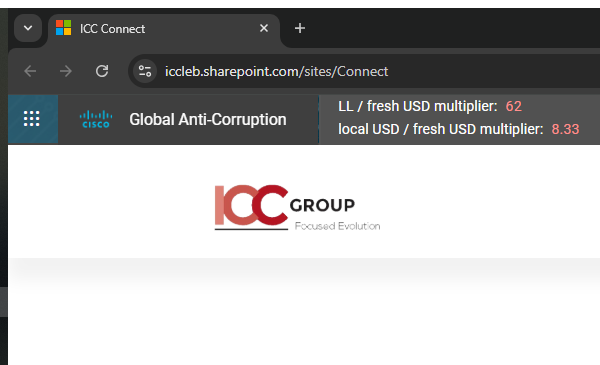 ICC Connect
iccleb.sharepoint.com/sites/Connect
CISCO
Global Anti-Corruption
LL / fresh USD multiplier: 62
local USD / fresh USD multiplier: 8.33
ICC GROUP
Focused Evolution